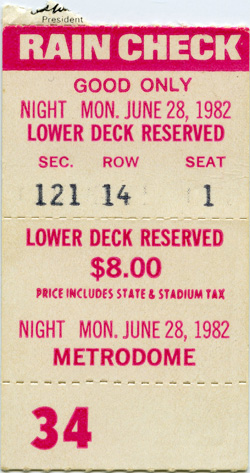 President
RAIN CHECK
GOOD ONLY
NIGHT MON. JUNE 28, 1982
LOWER DECK RESERVED
SEC. ROW SEAT
121 14 1
LOWER DECK RESERVED
$8.00
PRICE INCLUDES STATE & STADIUM TAX
NIGHT MON. JUNE 28, 1982
METRODOME
34